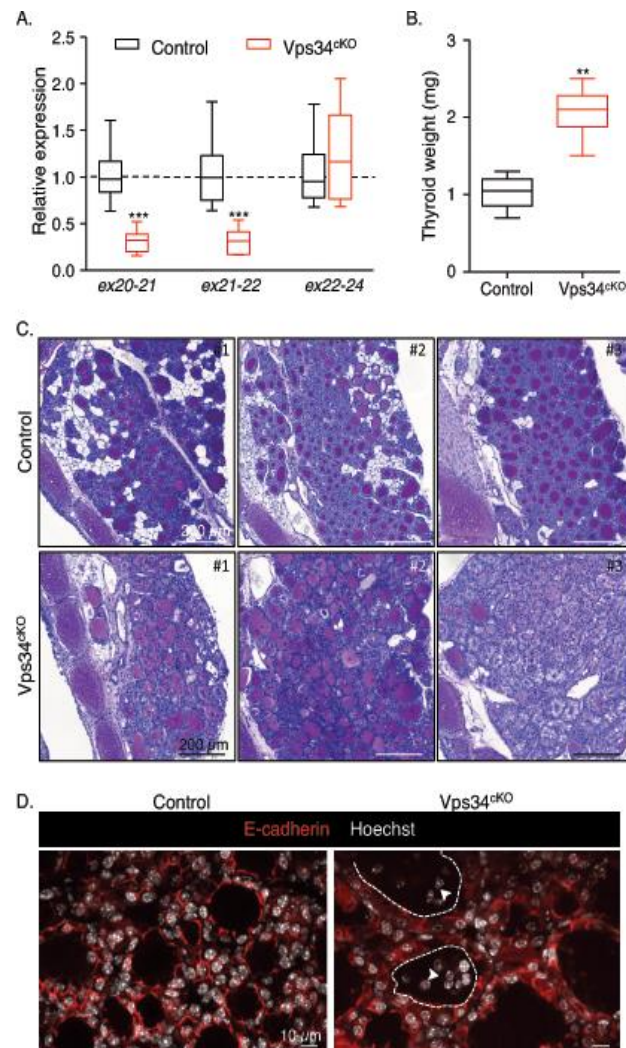 A.
Control Vps34cKO
Relative expression
2.5
2.0
1.5
1.0
0.5
0.0
*** ***
ex20-21 ex21-22 ex22-24
B.
Thyroid weight (mg)
3
2
1
0
**
Control Vps34cKO
C.
Control
#1 #2 #3
200 µm
Vps34cKO
#1 #2 #3
200 µm
D.
Control Vps34cKO
E-cadherin Hoechst
10 µm